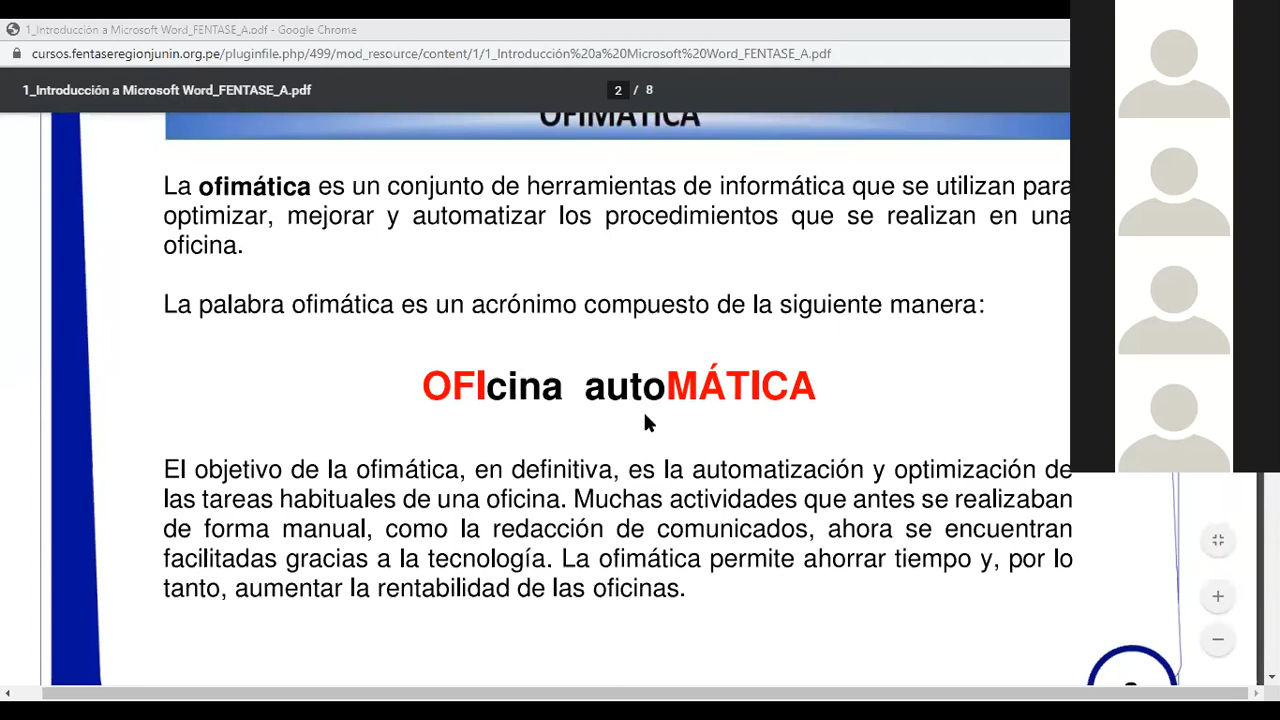 1_Introducción a Microsoft Word_FENTASE_A.pdf - Google Chrome
cursos.fentaseregionjunin.org.pe/pluginfile.php/499/mod_resource/content/1/1_Introducción%20a%20Microsoft%20Word_FENTASE_A.pdf
1_Introducción a Microsoft Word_FENTASE_A.pdf
2 / 8
OFIMÁTICA
La ofimática es un conjunto de herramientas de informática que se utilizan para
optimizar, mejorar y automatizar los procedimientos que se realizan en una
oficina.
La palabra ofimática es un acrónimo compuesto de la siguiente manera:
OFIcina autoMÁTICA
El objetivo de la ofimática, en definitiva, es la automatización y optimización de
las tareas habituales de una oficina. Muchas actividades que antes se realizaban
de forma manual, como la redacción de comunicados, ahora se encuentran
facilitadas gracias a la tecnología. La ofimática permite ahorrar tiempo y, por lo
tanto, aumentar la rentabilidad de las oficinas.